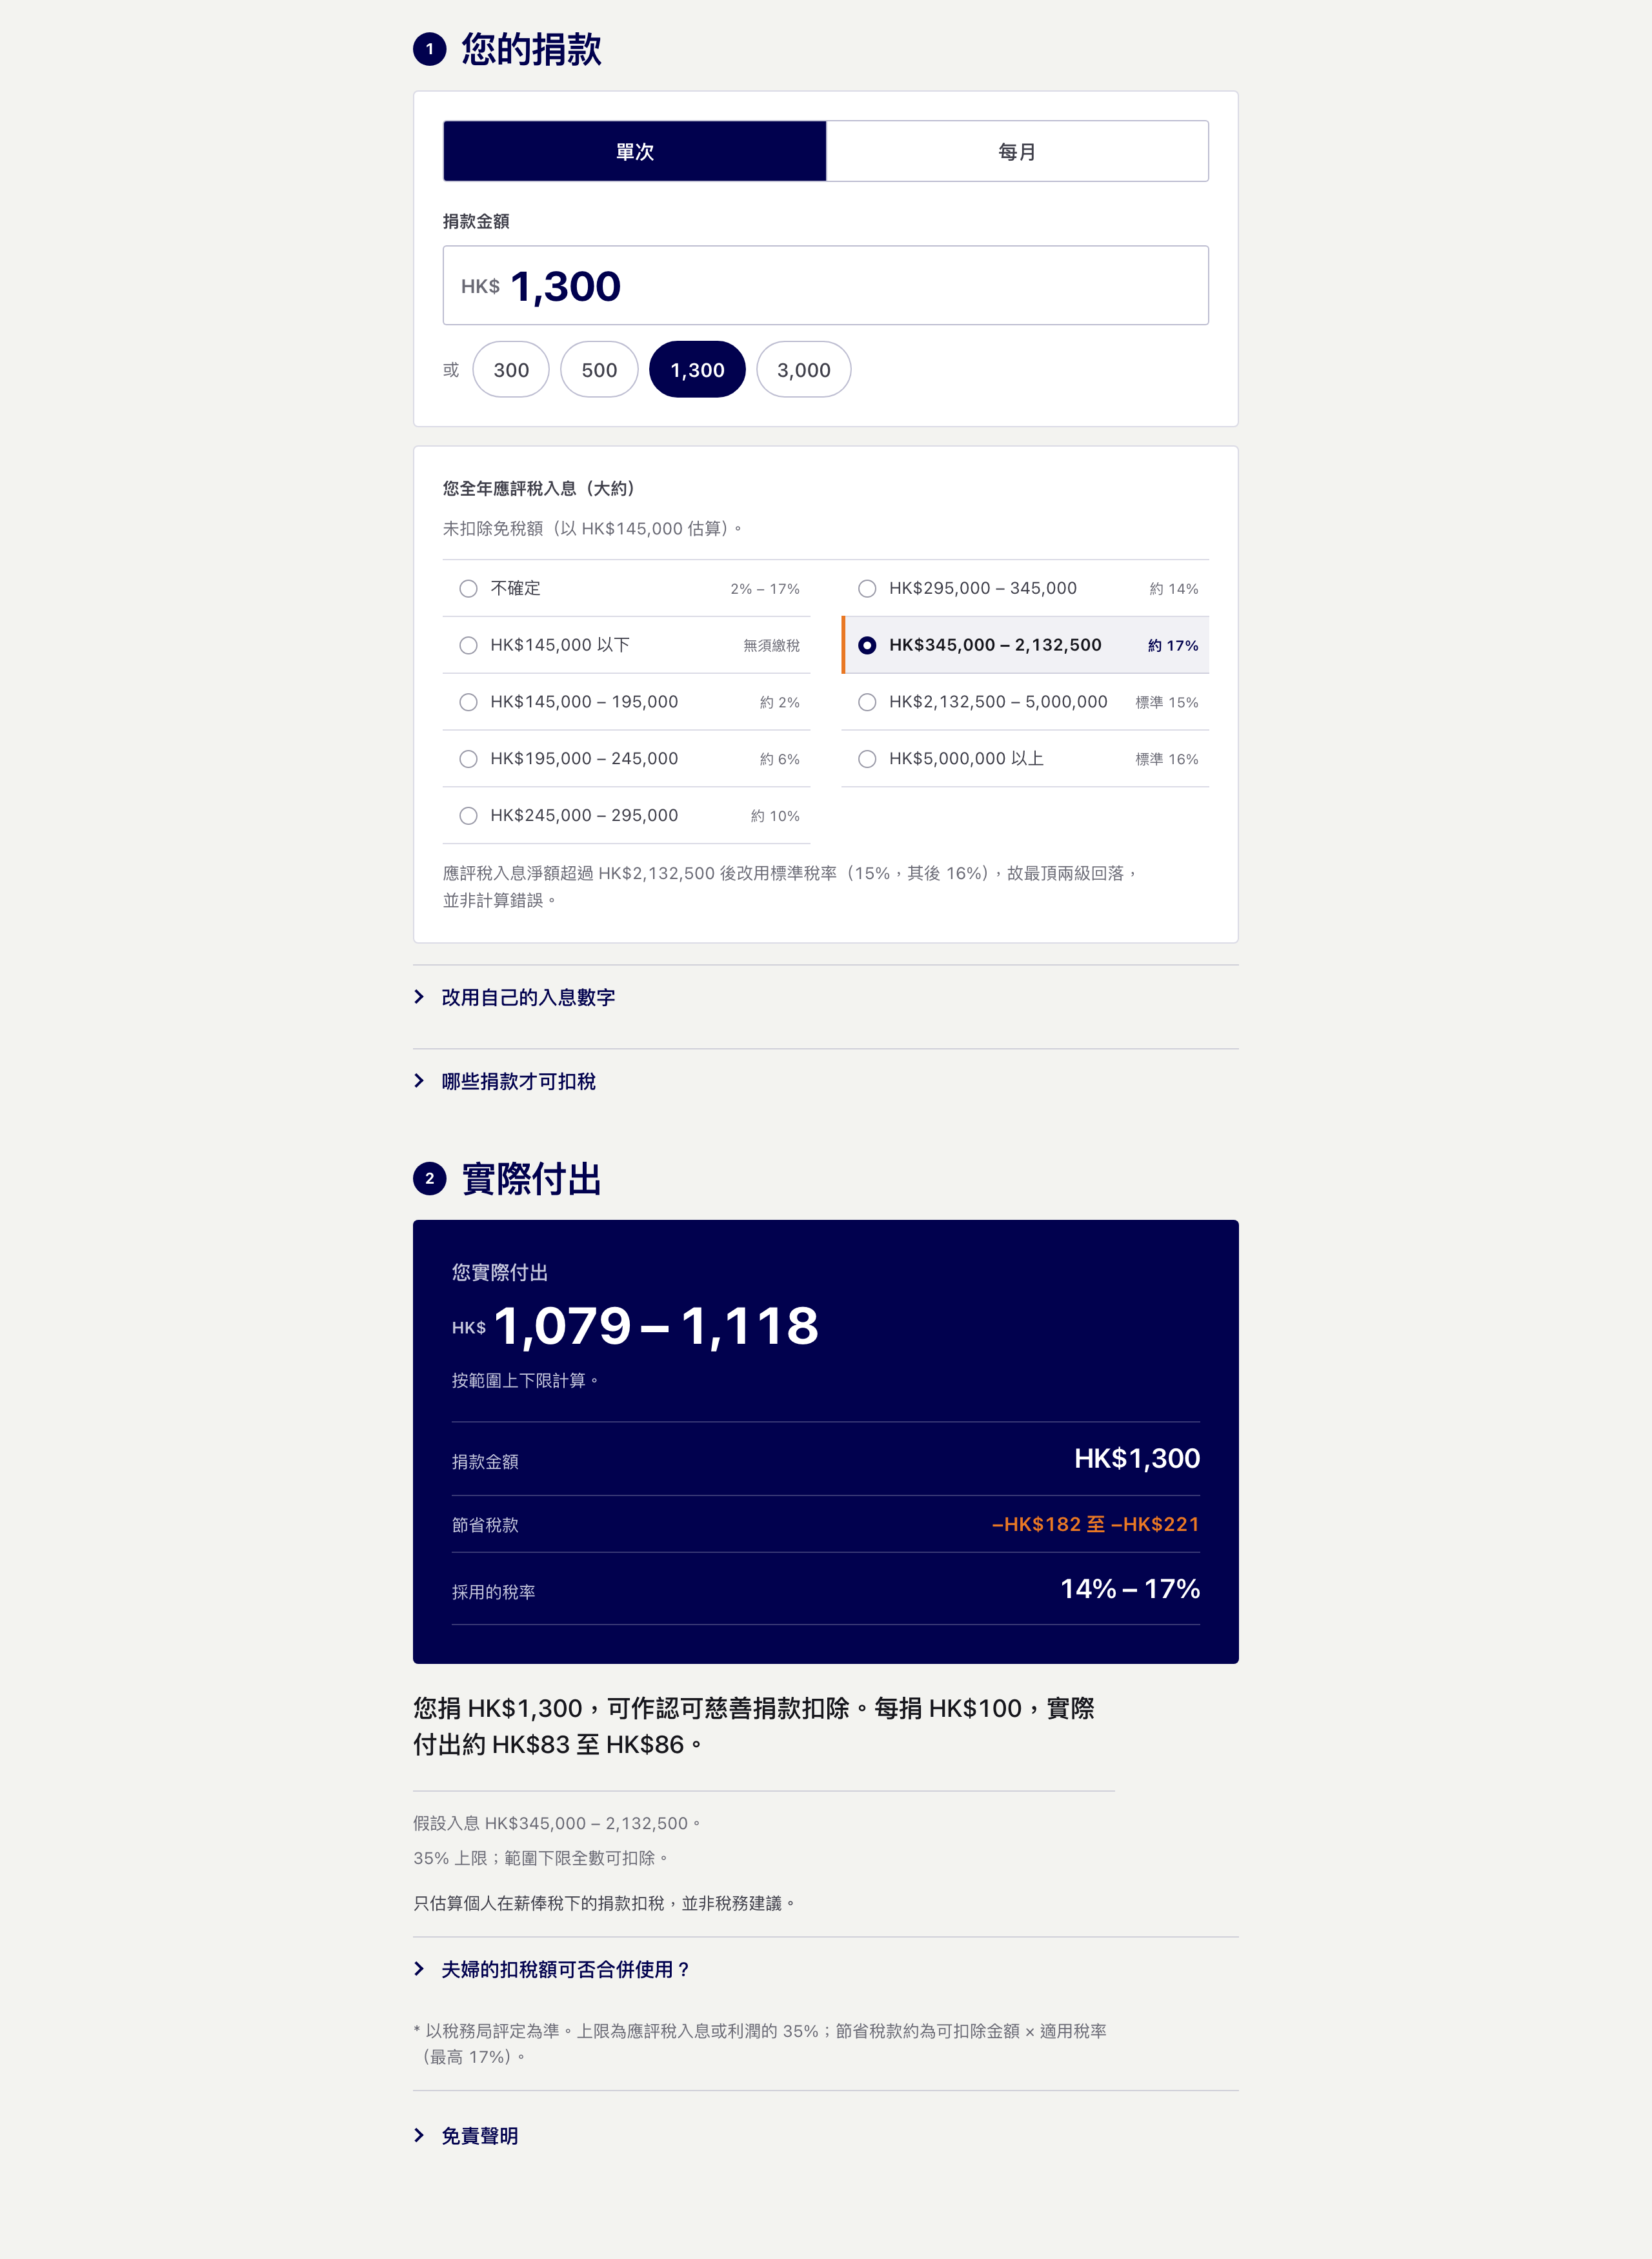 1 您的捐款
單次
每月
捐款金額
HK$ 1,300
或 300 500 1,300 3,000
您全年應評稅入息（大約）
未扣除免稅額（以 HK$145,000 估算）。
不確定 2% – 17%
HK$145,000 以下 無須繳稅
HK$145,000 – 195,000 約 2%
HK$195,000 – 245,000 約 6%
HK$245,000 – 295,000 約 10%
HK$295,000 – 345,000 約 14%
HK$345,000 – 2,132,500 約 17%
HK$2,132,500 – 5,000,000 標準 15%
HK$5,000,000 以上 標準 16%
應評稅入息淨額超過 HK$2,132,500 後改用標準稅率（15%，其後 16%），故最頂兩級回落，
並非計算錯誤。
改用自己的入息數字
哪些捐款才可扣稅
2 實際付出
您實際付出
HK$ 1,079 – 1,118
按範圍上下限計算。
捐款金額 HK$1,300
節省稅款 –HK$182 至 –HK$221
採用的稅率 14% – 17%
您捐 HK$1,300，可作認可慈善捐款扣除。每捐 HK$100，實際
付出約 HK$83 至 HK$86。
假設入息 HK$345,000 – 2,132,500。
35% 上限；範圍下限全數可扣除。
只估算個人在薪俸稅下的捐款扣稅，並非稅務建議。
夫婦的扣稅額可否合併使用？
* 以稅務局評定為準。上限為應評稅入息或利潤的 35%；節省稅款約為可扣除金額 × 適用稅率
（最高 17%）。
免責聲明